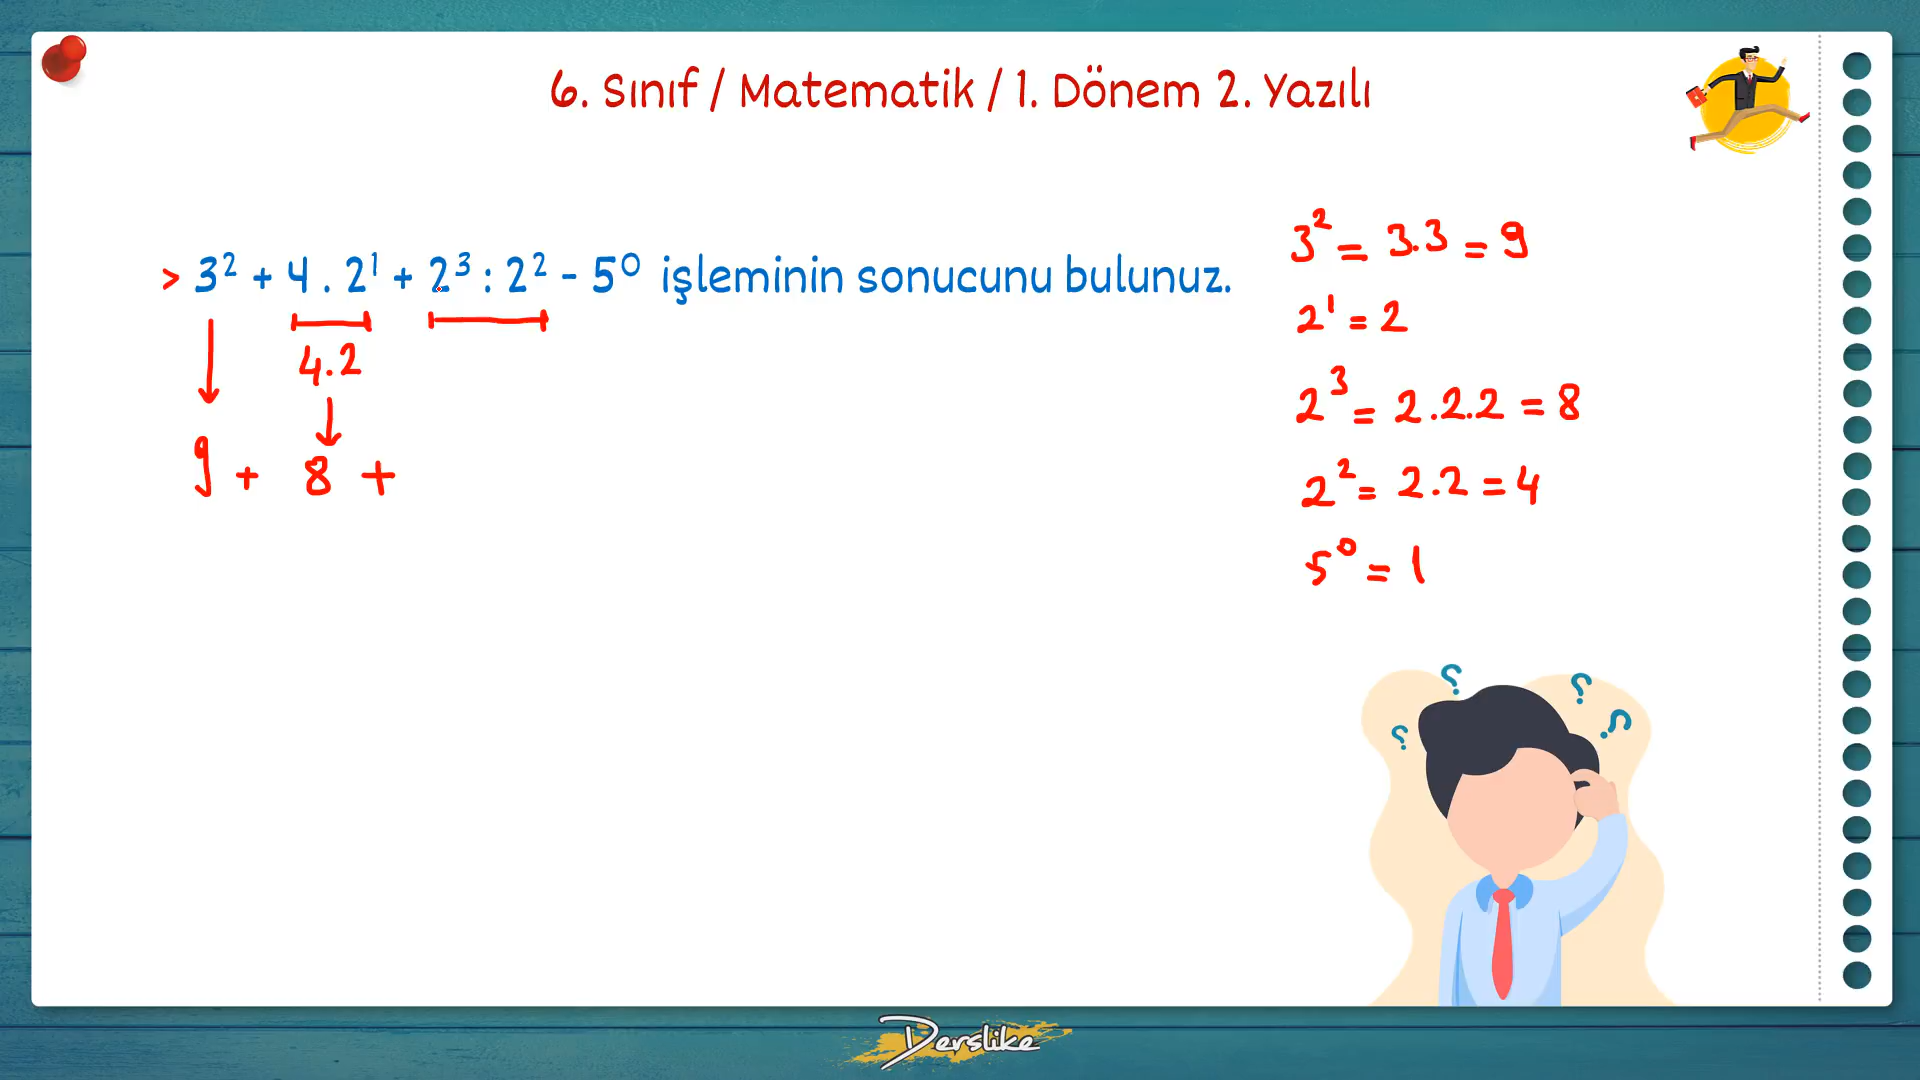 6. Sınıf / Matematik / 1. Dönem 2. Yazılı
> 3² + 4 . 2¹ + 2³ : 2² - 5⁰ işleminin sonucunu bulunuz.
4.2
9 + 8 +
3² = 3.3 = 9
2¹ = 2
2³ = 2.2.2 = 8
2² = 2.2 = 4
5⁰ = 1
? ? ? ?
Derslike